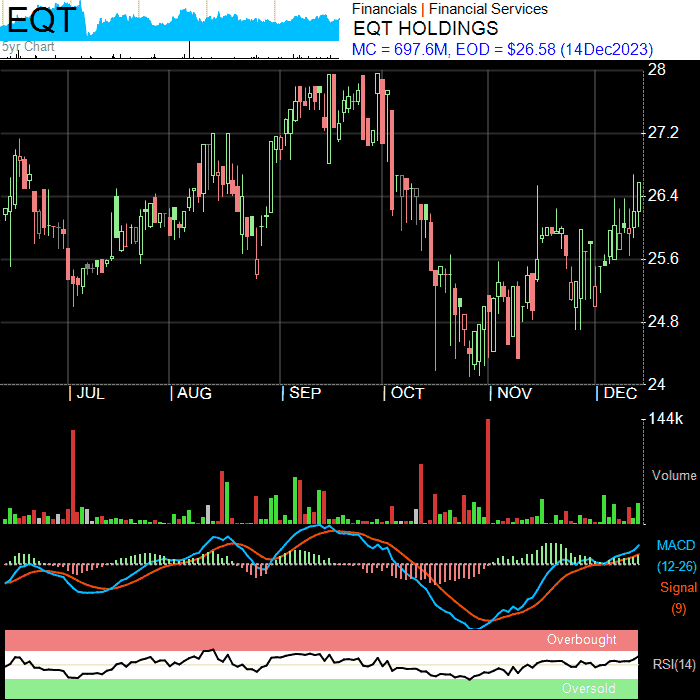 EQT
5yr Chart
Financials | Financial Services
EQT HOLDINGS
MC = 697.6M, EOD = $26.58 (14Dec2023)
28
27.2
26.4
25.6
24.8
24
| JUL | AUG | SEP | OCT | NOV | DEC
144k
Volume
MACD
(12-26)
Signal
(9)
Overbought
RSI(14)
Oversold